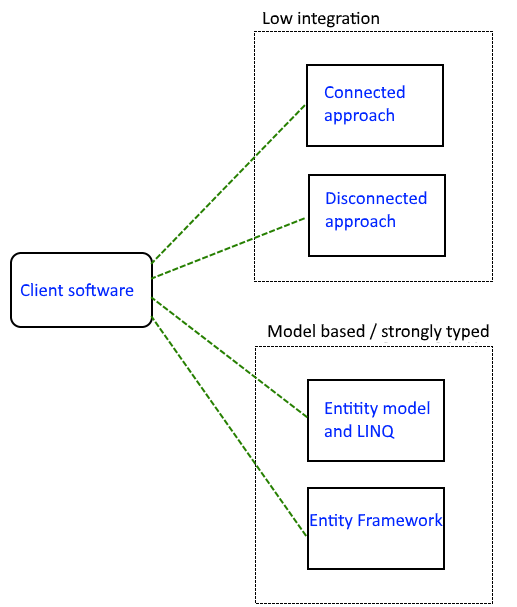 Low integration
Connected
approach
Disconnected
approach
Client software
Model based / strongly typed
Entitity model
and LINQ
Entity Framework